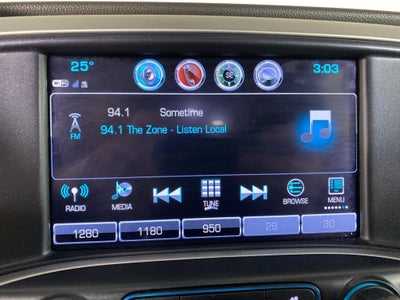 25°
3:03
4G
94.1 Sometime
94.1 The Zone - Listen Local
FM
RADIO
MEDIA
TUNE
BROWSE
MENU
1280 1180 950 29 30